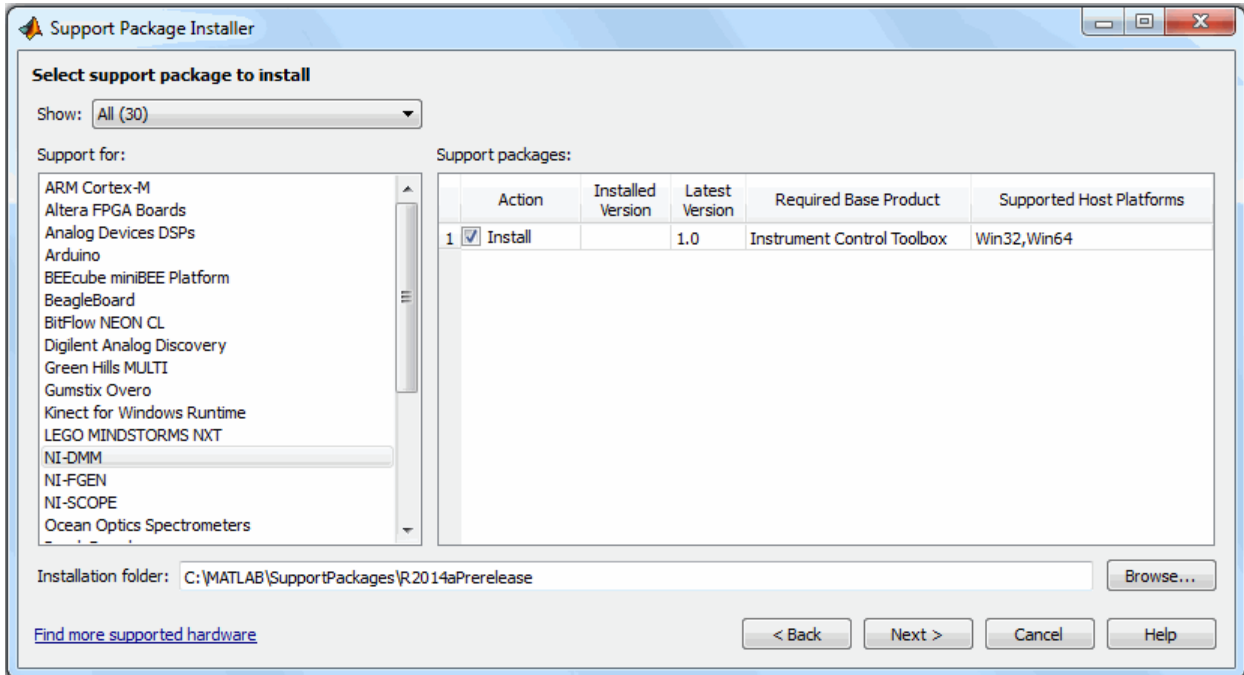 Support Package Installer
Select support package to install
Show: All (30)
Support for:
ARM Cortex-M
Altera FPGA Boards
Analog Devices DSPs
Arduino
BEEcube miniBEE Platform
BeagleBoard
BitFlow NEON CL
Digilent Analog Discovery
Green Hills MULTI
Gumstix Overo
Kinect for Windows Runtime
LEGO MINDSTORMS NXT
NI-DMM
NI-FGEN
NI-SCOPE
Ocean Optics Spectrometers
Support packages:
Action Installed Version Latest Version Required Base Product Supported Host Platforms
1 Install 1.0 Instrument Control Toolbox Win32,Win64
Installation folder: C:\MATLAB\SupportPackages\R2014aPrerelease Browse...
Find more supported hardware < Back Next > Cancel Help